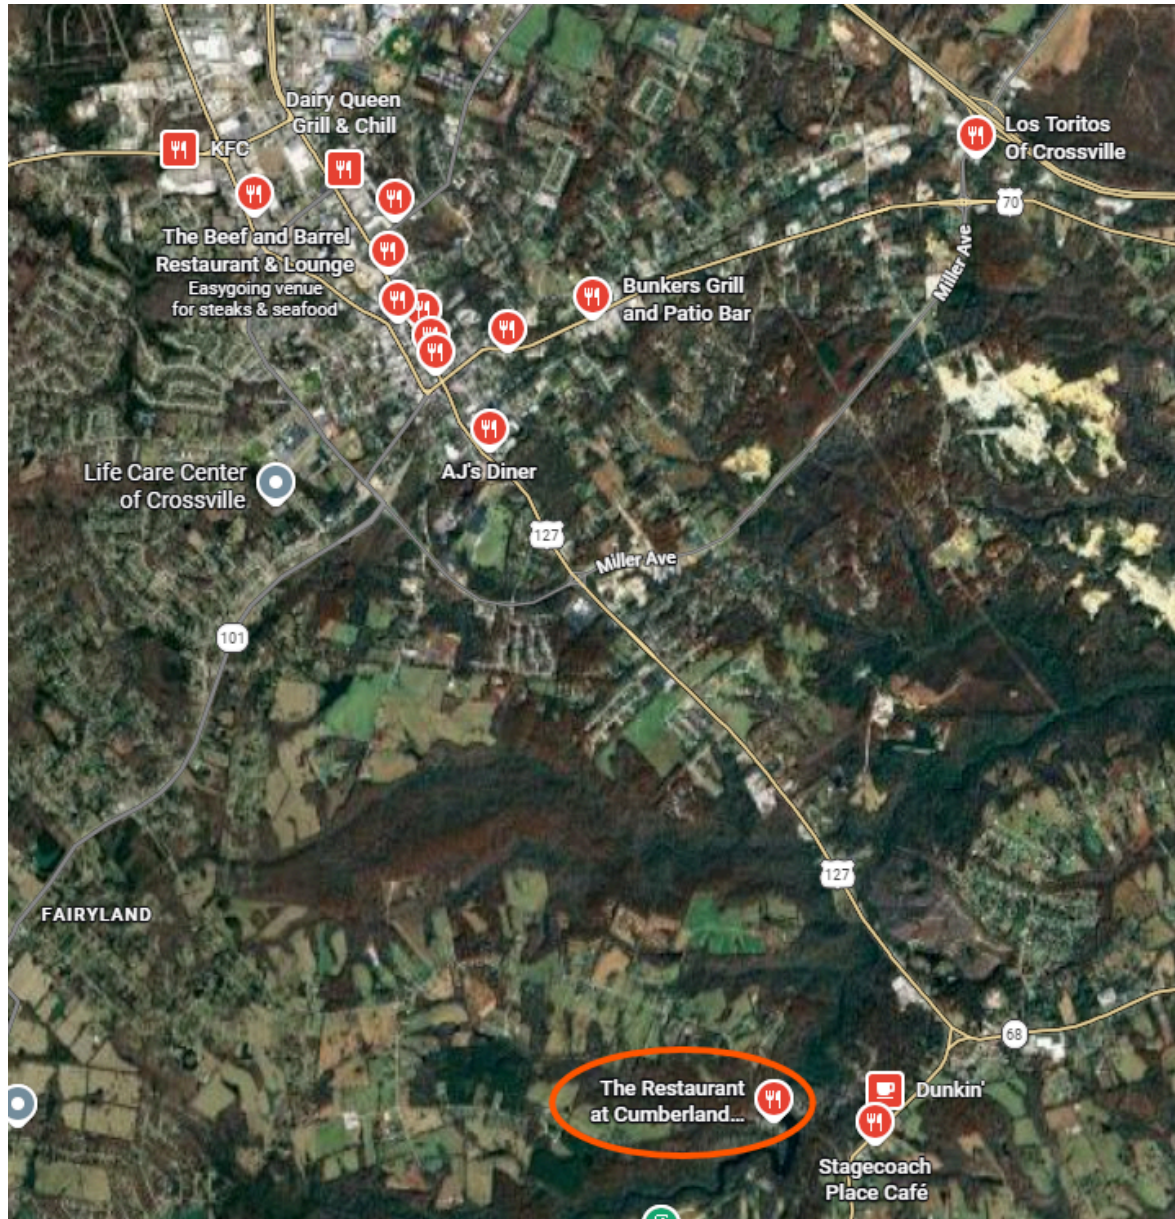 Dairy Queen
Grill & Chill
KFC
Los Toritos
Of Crossville
70
The Beef and Barrel
Restaurant & Lounge
Easygoing venue
for steaks & seafood
Miller Ave
Bunkers Grill
and Patio Bar
AJ's Diner
Life Care Center
of Crossville
127
Miller Ave
101
127
FAIRYLAND
68
The Restaurant
at Cumberland...
Dunkin'
Stagecoach
Place Café